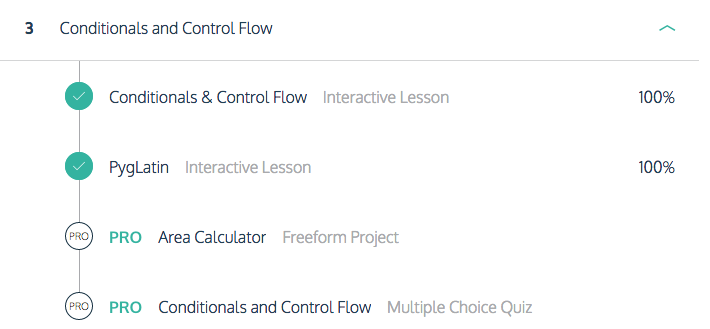 3 Conditionals and Control Flow
Conditionals & Control Flow Interactive Lesson 100%
PygLatin Interactive Lesson 100%
PRO PRO Area Calculator Freeform Project
PRO PRO Conditionals and Control Flow Multiple Choice Quiz